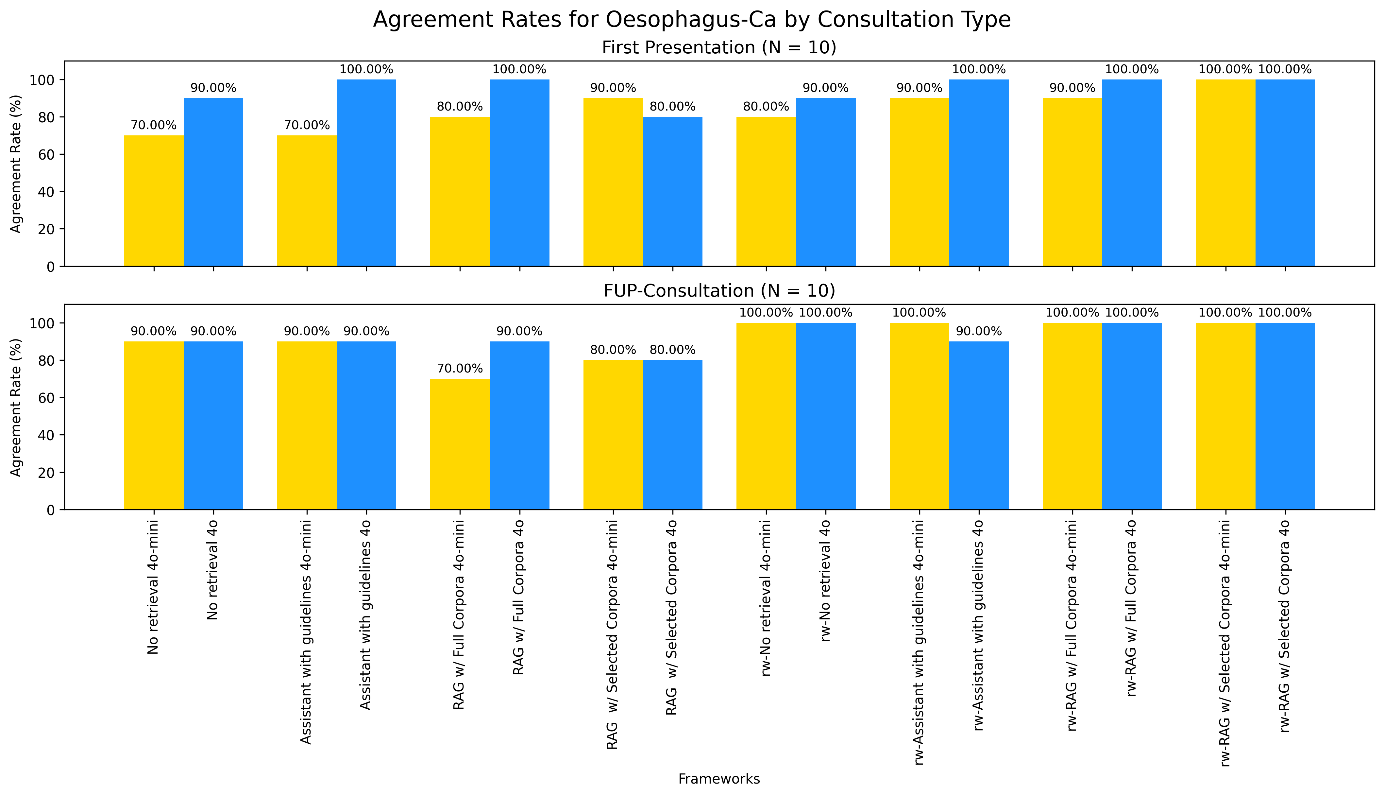 Agreement Rates for Oesophagus-Ca by Consultation Type
First Presentation (N = 10)
Agreement Rate (%)
100
80
60
40
20
0
70.00% 90.00% 70.00% 100.00% 80.00% 100.00% 90.00% 80.00% 80.00% 90.00% 90.00% 100.00% 90.00% 100.00% 100.00% 100.00%
FUP-Consultation (N = 10)
Agreement Rate (%)
100
80
60
40
20
0
90.00% 90.00% 90.00% 90.00% 70.00% 90.00% 80.00% 80.00% 100.00% 100.00% 100.00% 90.00% 100.00% 100.00% 100.00% 100.00%
No retrieval 4o-mini
No retrieval 4o
Assistant with guidelines 4o-mini
Assistant with guidelines 4o
RAG w/ Full Corpora 4o-mini
RAG w/ Full Corpora 4o
RAG  w/ Selected Corpora 4o-mini
RAG  w/ Selected Corpora 4o
rw-No retrieval 4o-mini
rw-No retrieval 4o
rw-Assistant with guidelines 4o-mini
rw-Assistant with guidelines 4o
rw-RAG w/ Full Corpora 4o-mini
rw-RAG w/ Full Corpora 4o
rw-RAG w/ Selected Corpora 4o-mini
rw-RAG w/ Selected Corpora 4o
Frameworks